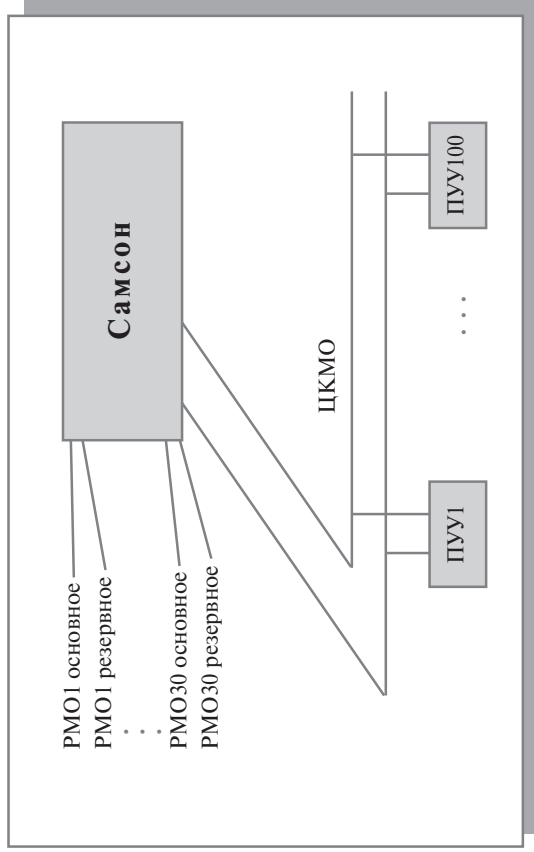 Самсон
РМО1 основное
РМО1 резервное
. . .
РМО30 основное
РМО30 резервное
ЦКМО
ПУУ1
. . .
ПУУ100